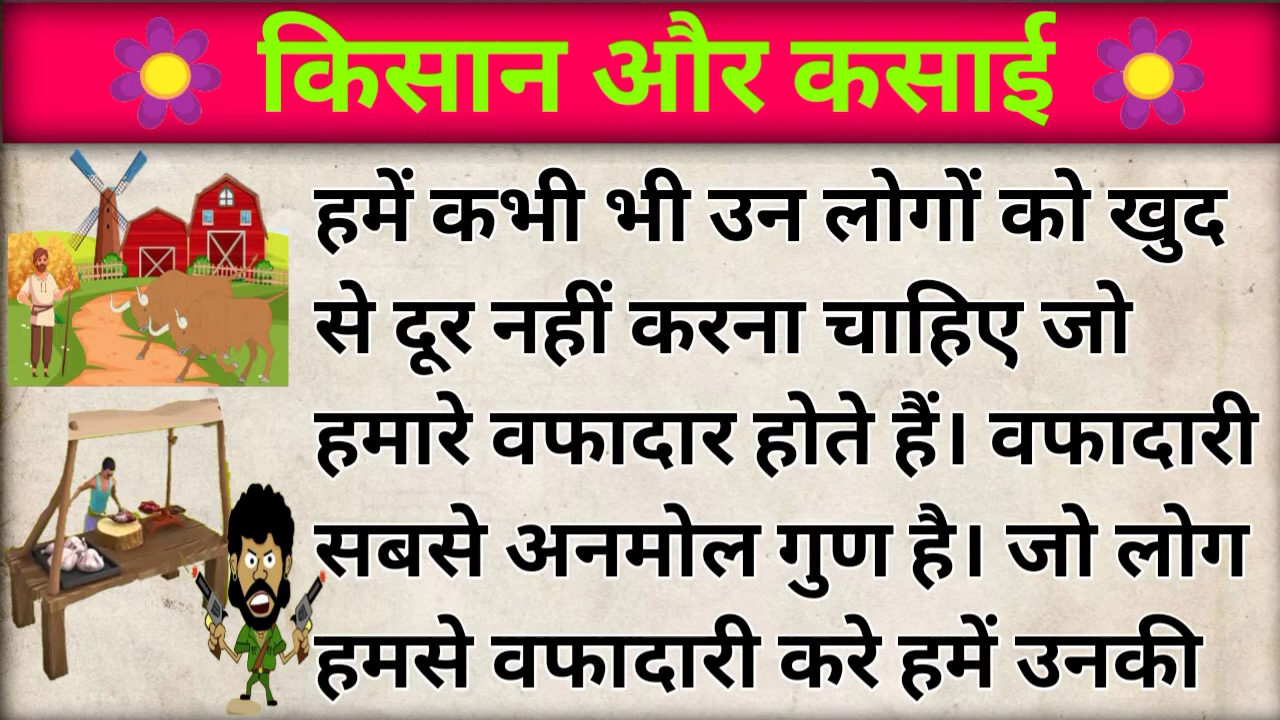 किसान और कसाई
हमें कभी भी उन लोगों को खुद
से दूर नहीं करना चाहिए जो
हमारे वफादार होते हैं। वफादारी
सबसे अनमोल गुण है। जो लोग
हमसे वफादारी करे हमें उनकी